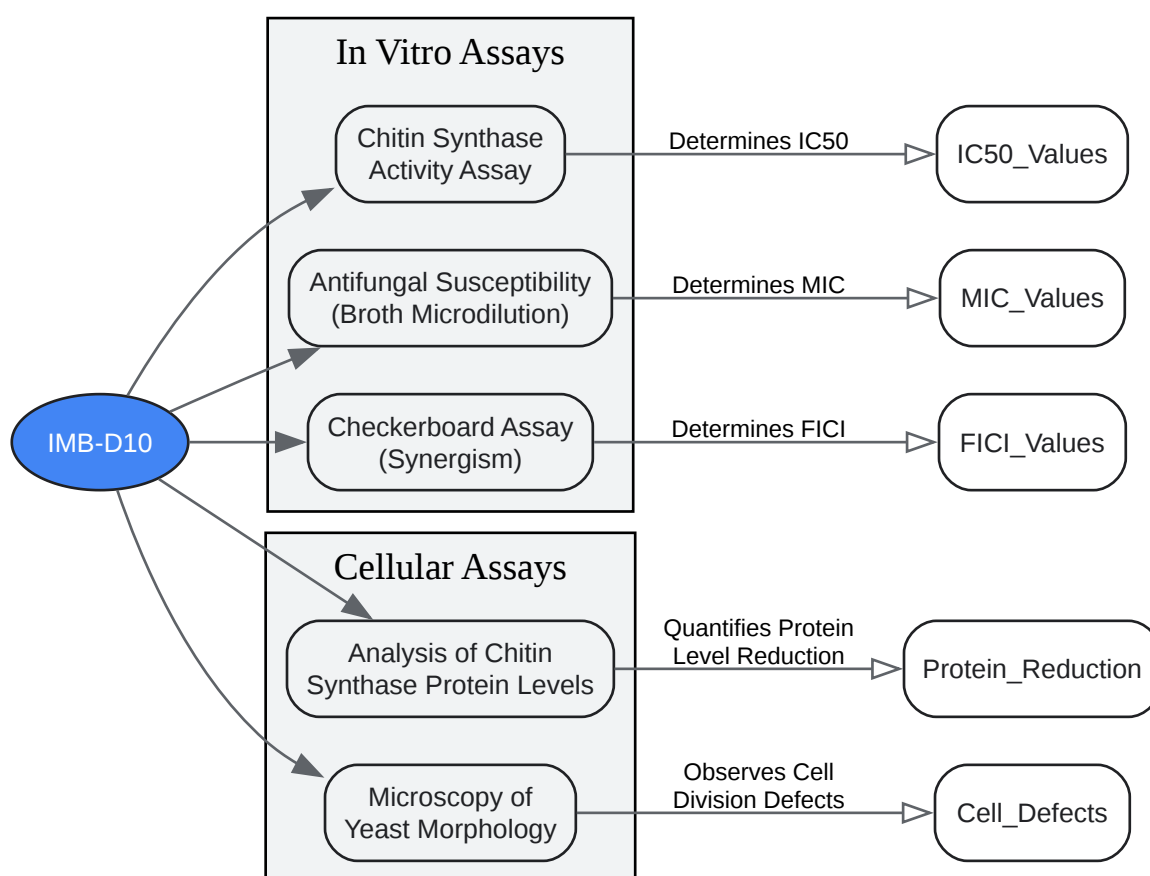 In Vitro Assays
Chitin Synthase
Activity Assay
Determines IC50
IC50_Values
Antifungal Susceptibility
(Broth Microdilution)
Determines MIC
MIC_Values
IMB-D10
Checkerboard Assay
(Synergism)
Determines FICI
FICI_Values
Cellular Assays
Analysis of Chitin
Synthase Protein Levels
Quantifies Protein
Level Reduction
Protein_Reduction
Microscopy of
Yeast Morphology
Observes Cell
Division Defects
Cell_Defects